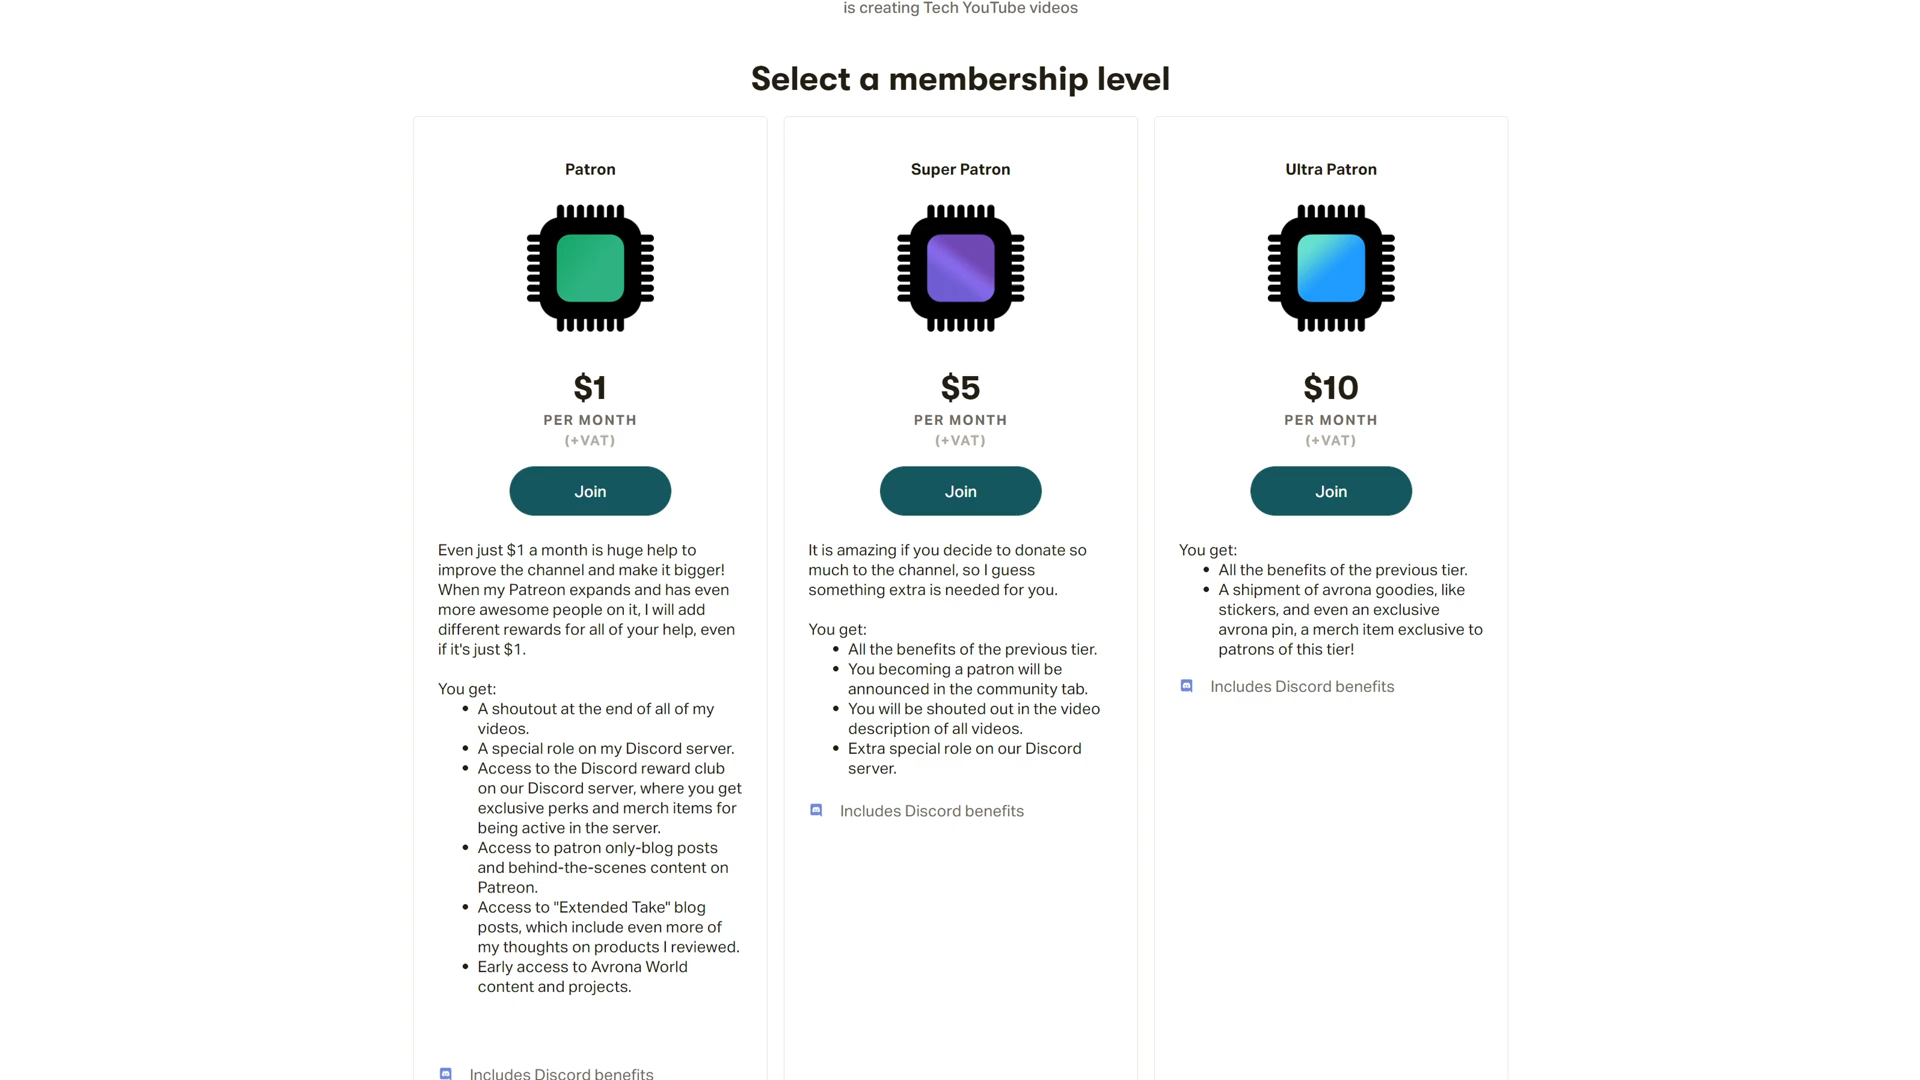 is creating Tech YouTube videos
Select a membership level
Patron
$1
PER MONTH
(+VAT)
Join
Even just $1 a month is huge help to
improve the channel and make it bigger!
When my Patreon expands and has even
more awesome people on it, I will add
different rewards for all of your help, even
if it's just $1.
You get:
• A shoutout at the end of all of my
videos.
• A special role on my Discord server.
• Access to the Discord reward club
on our Discord server, where you get
exclusive perks and merch items for
being active in the server.
• Access to patron only-blog posts
and behind-the-scenes content on
Patreon.
• Access to "Extended Take" blog
posts, which include even more of
my thoughts on products I reviewed.
• Early access to Avrona World
content and projects.
Includes Discord benefits
Super Patron
$5
PER MONTH
(+VAT)
Join
It is amazing if you decide to donate so
much to the channel, so I guess
something extra is needed for you.
You get:
• All the benefits of the previous tier.
• You becoming a patron will be
announced in the community tab.
• You will be shouted out in the video
description of all videos.
• Extra special role on our Discord
server.
Includes Discord benefits
Ultra Patron
$10
PER MONTH
(+VAT)
Join
You get:
• All the benefits of the previous tier.
• A shipment of avrona goodies, like
stickers, and even an exclusive
avrona pin, a merch item exclusive to
patrons of this tier!
Includes Discord benefits